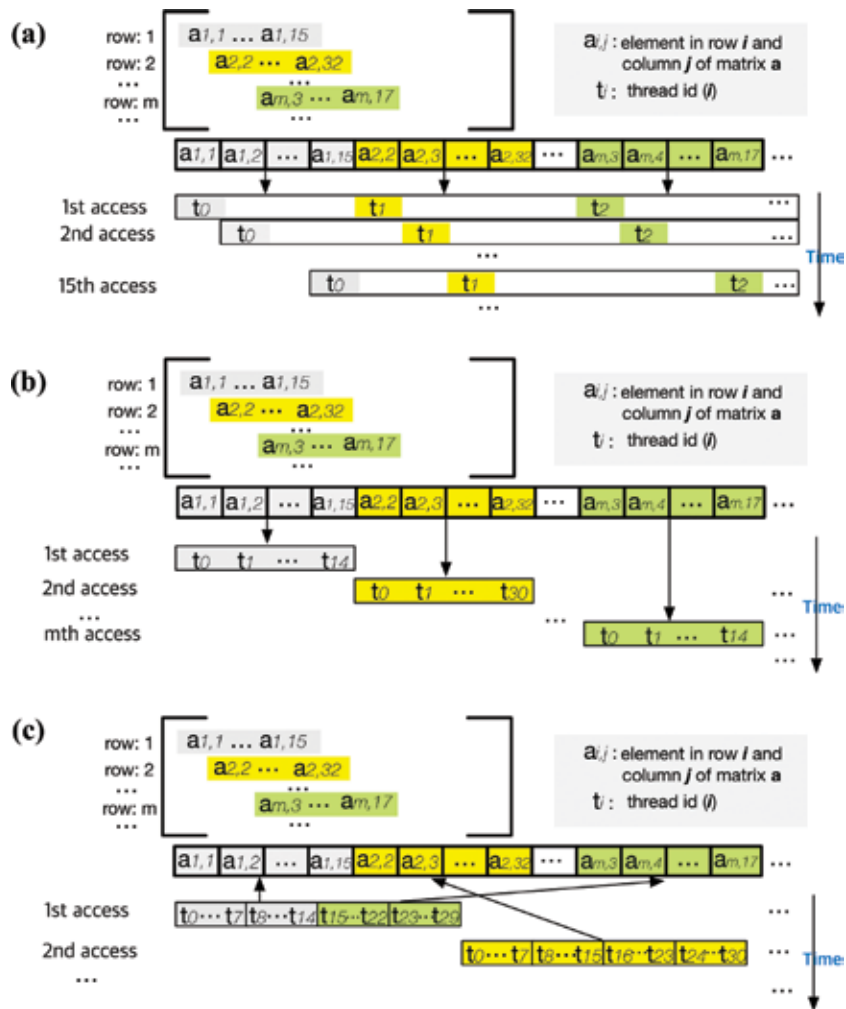 (a)
row: 1 a1,1 ... a1,15
row: 2 a2,2 ... a2,32
... ...
row: m am,3 ... am,17
... ...
ai,j : element in row i and
column j of matrix a
ti : thread id (i)
a1,1 a1,2 ... a1,15 a2,2 a2,3 ... a2,32 ... am,3 am,4 ... am,17 ...
1st access t0 t1 t2 ...
2nd access t0 t1 t2 ...
... Time
15th access t0 t1 t2 ...
...
(b)
row: 1 a1,1 ... a1,15
row: 2 a2,2 ... a2,32
... ...
row: m am,3 ... am,17
... ...
ai,j : element in row i and
column j of matrix a
ti : thread id (i)
a1,1 a1,2 ... a1,15 a2,2 a2,3 ... a2,32 ... am,3 am,4 ... am,17 ...
1st access t0 t1 ... t14
2nd access t0 t1 ... t30 ...
... ... Time
mth access t0 t1 ... t14 ...
...
(c)
row: 1 a1,1 ... a1,15
row: 2 a2,2 ... a2,32
... ...
row: m am,3 ... am,17
... ...
ai,j : element in row i and
column j of matrix a
ti : thread id (i)
a1,1 a1,2 ... a1,15 a2,2 a2,3 ... a2,32 ... am,3 am,4 ... am,17 ...
1st access t0... t7 t8... t14 t15... t22 t23... t29 ...
2nd access t0... t7 t8... t15 t16... t23 t24... t30 ... Time
... ...